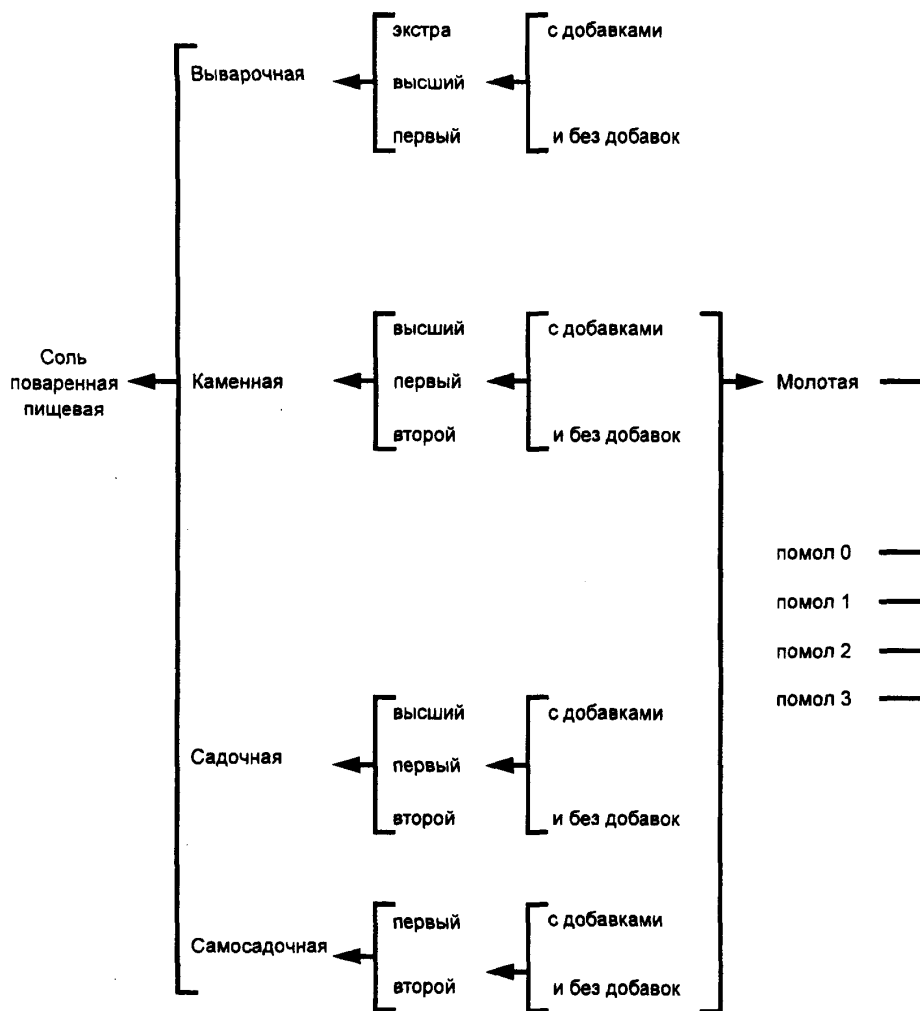 экстра
с добавками
Выварочная
высший
первый
и без добавок
высший
с добавками
Соль
поваренная
пищевая
Каменная
первый
Молотая
второй
и без добавок
помол 0
помол 1
помол 2
помол 3
высший
с добавками
Садочная
первый
второй
и без добавок
первый
с добавками
Самосадочная
второй
и без добавок